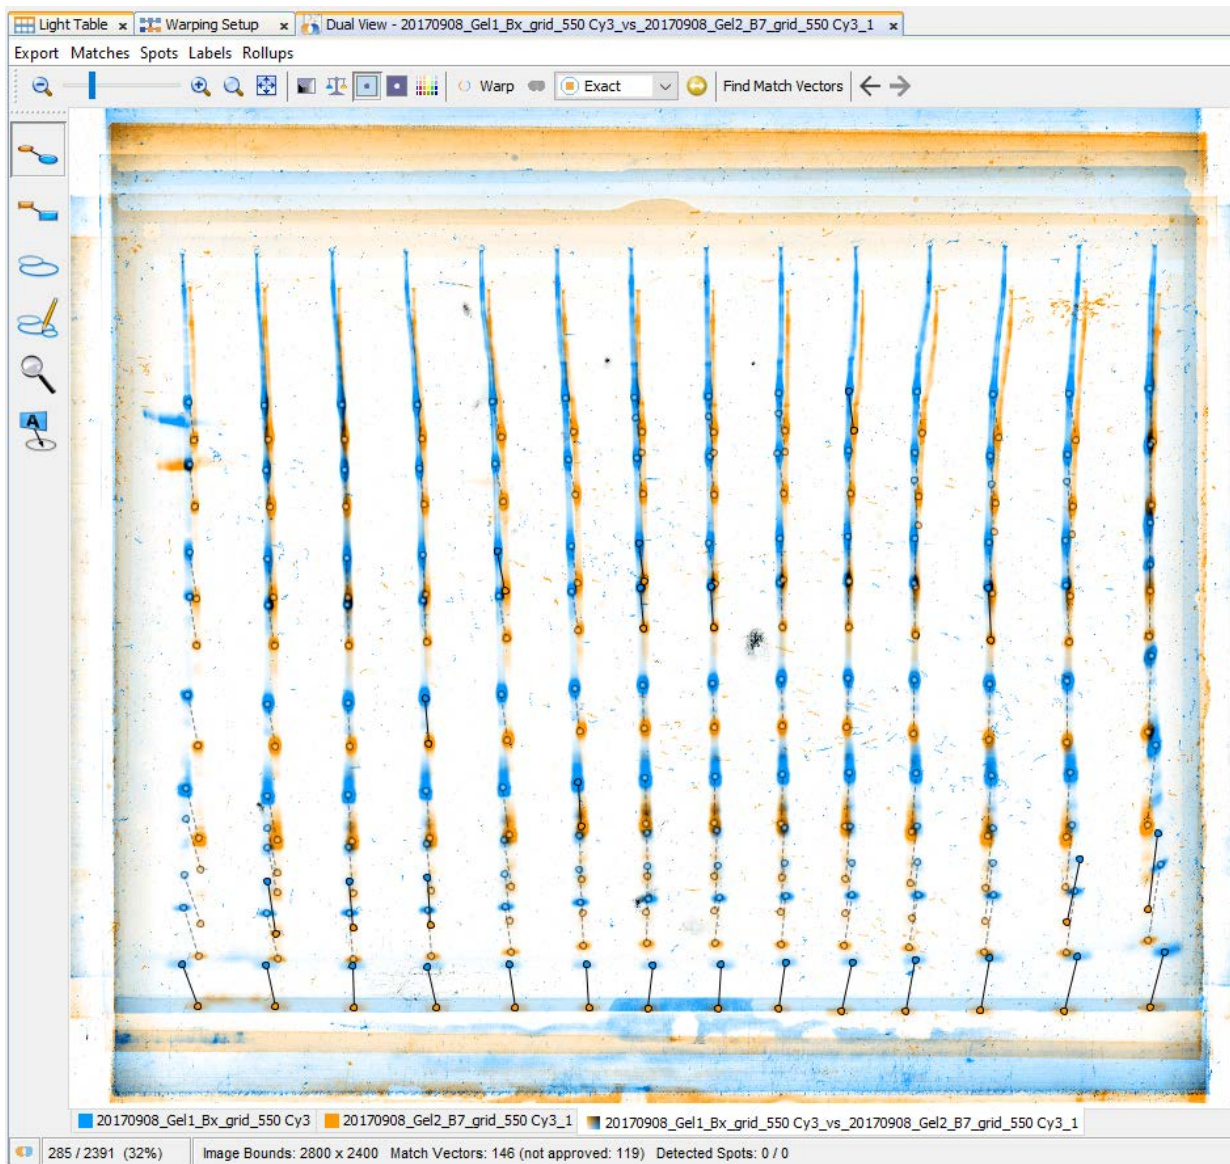 Light Table x Warping Setup x Dual View - 20170908_Gel1_Bx_grid_550 Cy3_vs_20170908_Gel2_B7_grid_550 Cy3_1 x
Export Matches Spots Labels Rollups
Warp Exact Find Match Vectors
A
20170908_Gel1_Bx_grid_550 Cy3 20170908_Gel2_B7_grid_550 Cy3_1 20170908_Gel1_Bx_grid_550 Cy3_vs_20170908_Gel2_B7_grid_550 Cy3_1
285 / 2391 (32%) Image Bounds: 2800 x 2400 Match Vectors: 146 (not approved: 119) Detected Spots: 0 / 0